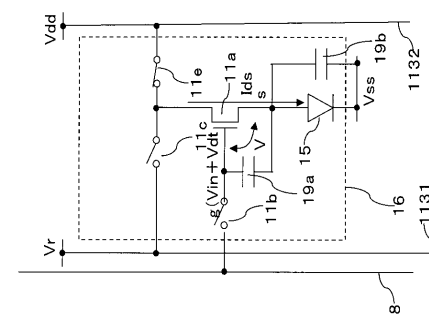 Vdd
11e
11a
Ids
s
19b
1132
11c
g(Vin+Vdt
V
15
Vss
19a
11b
16
Vr
1131
8